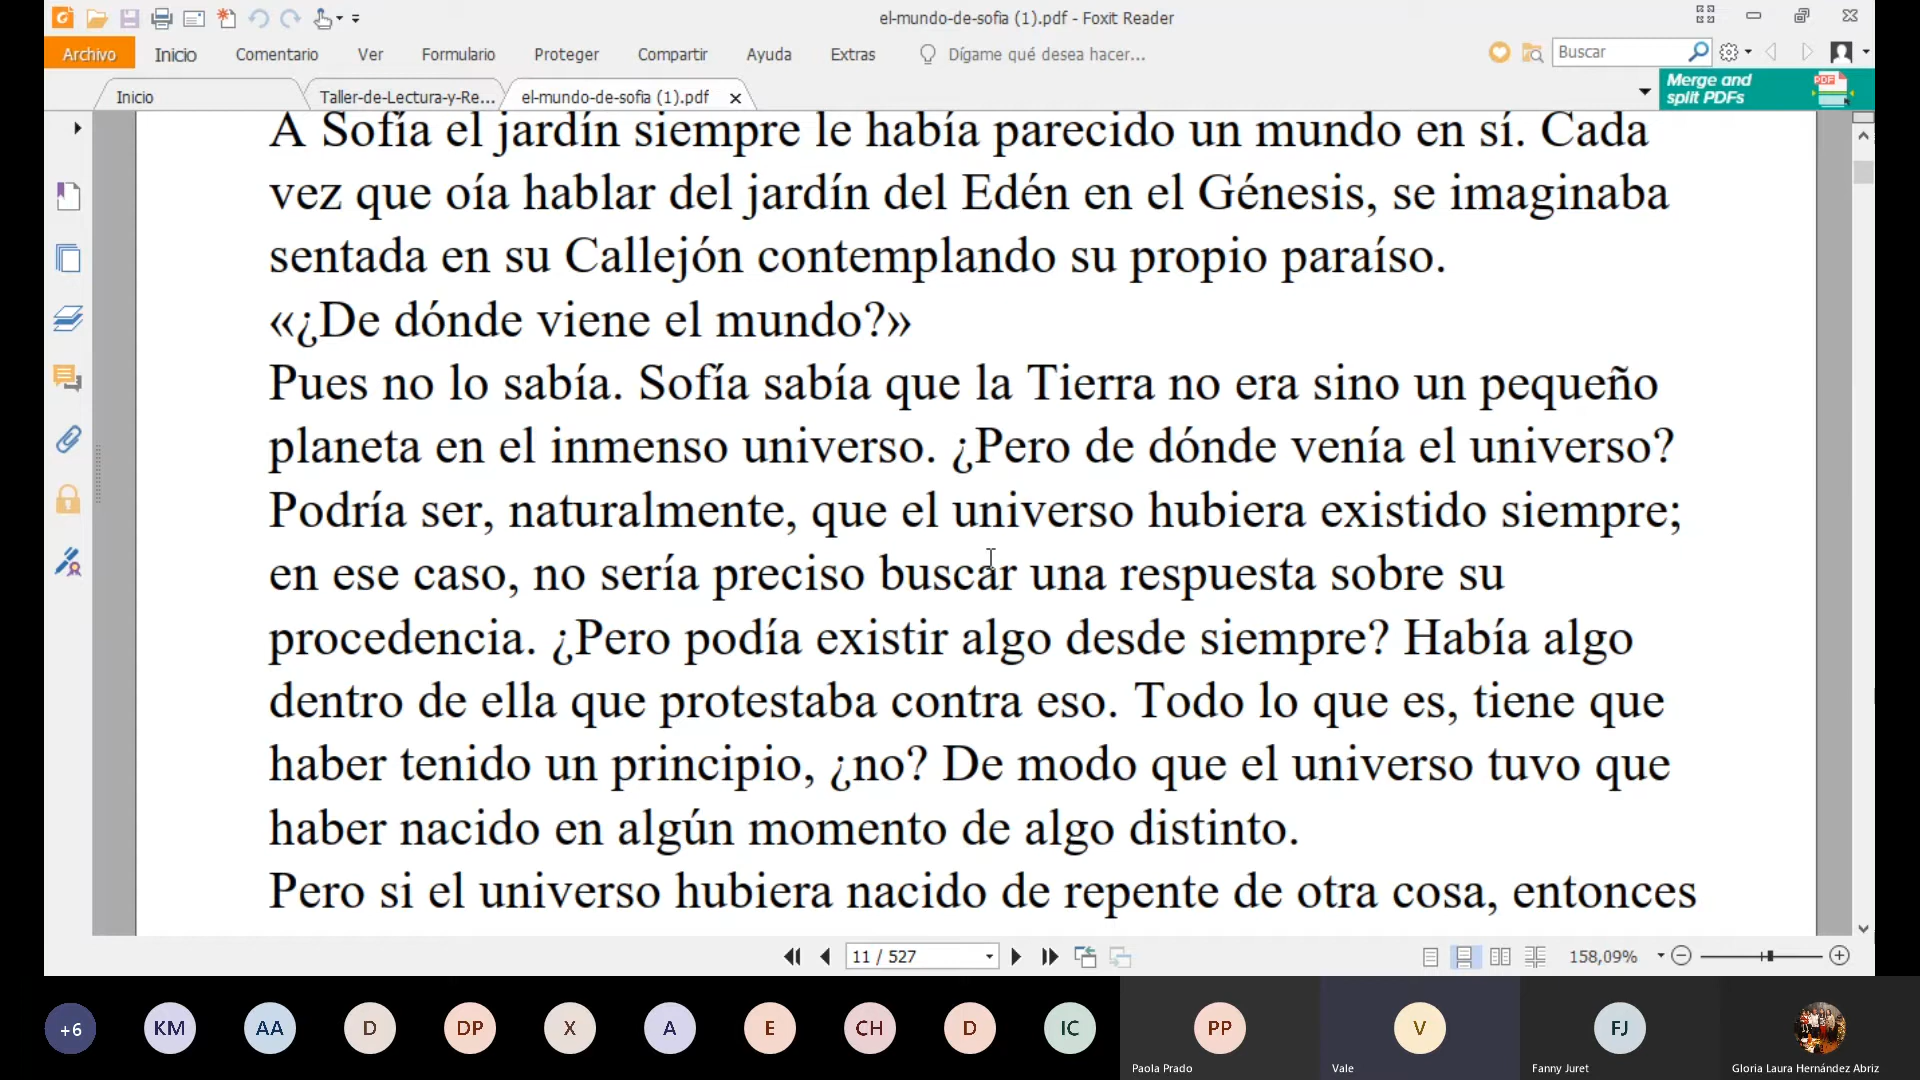 el-mundo-de-sofia (1).pdf - Foxit Reader
Archivo Inicio Comentario Ver Formulario Proteger Compartir Ayuda Extras Dígame qué desea hacer... Buscar
Inicio Taller-de-Lectura-y-Re... el-mundo-de-sofia (1).pdf
Merge and
split PDFs
PDF
A Sofía el jardín siempre le había parecido un mundo en sí. Cada
vez que oía hablar del jardín del Edén en el Génesis, se imaginaba
sentada en su Callejón contemplando su propio paraíso.
«¿De dónde viene el mundo?»
Pues no lo sabía. Sofía sabía que la Tierra no era sino un pequeño
planeta en el inmenso universo. ¿Pero de dónde venía el universo?
Podría ser, naturalmente, que el universo hubiera existido siempre;
en ese caso, no sería preciso buscar una respuesta sobre su
procedencia. ¿Pero podía existir algo desde siempre? Había algo
dentro de ella que protestaba contra eso. Todo lo que es, tiene que
haber tenido un principio, ¿no? De modo que el universo tuvo que
haber nacido en algún momento de algo distinto.
Pero si el universo hubiera nacido de repente de otra cosa, entonces
11 / 527 158,09%
+6 KM AA D DP X A E CH D IC PP V FJ
Paola Prado Vale Fanny Juret Gloria Laura Hernández Abriz